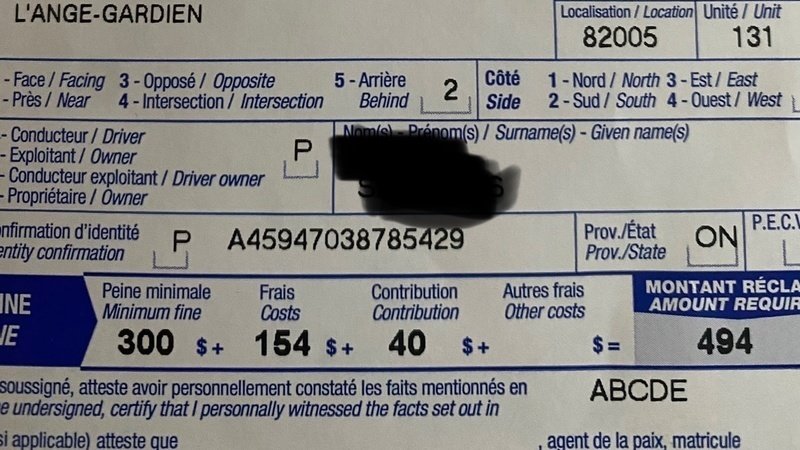 L'ANGE-GARDIEN
Localisation / Location Unité / Unit
82005 131
- Face / Facing 3 - Opposé / Opposite 5 - Arrière
- Près / Near 4 - Intersection / Intersection Behind 2
Côté 1 - Nord / North 3 - Est / East
Side 2 - Sud / South 4 - Ouest / West
- Conducteur / Driver
- Exploitant / Owner
- Conducteur exploitant / Driver owner
- Propriétaire / Owner
P
Nom(s) - Prénom(s) / Surname(s) - Given name(s)
S S
onfirmation d'identité
entity confirmation
P A45947038785429
Prov./État
Prov./State
ON
P.E.C.V
INE
NE
Peine minimale Frais Contribution Autres frais MONTANT RÉCLA
Minimum fine Costs Contribution Other costs AMOUNT REQUIR
300 $ + 154 $ + 40 $ + $ = 494
soussigné, atteste avoir personnellement constaté les faits mentionnés en
e undersigned, certify that I personnally witnessed the facts set out in
ABCDE
si applicable) atteste que , agent de la paix, matricule